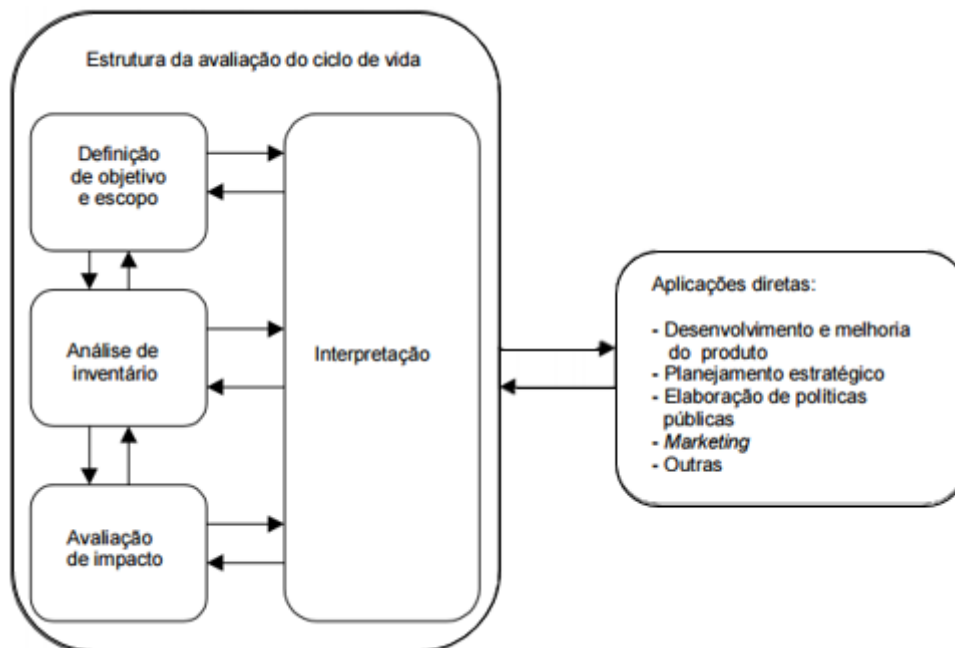 Estrutura da avaliação do ciclo de vida
Definição
de objetivo
e escopo
Análise de
inventário
Avaliação
de impacto
Interpretação
Aplicações diretas:
- Desenvolvimento e melhoria
do produto
- Planejamento estratégico
- Elaboração de políticas
públicas
- Marketing
- Outras